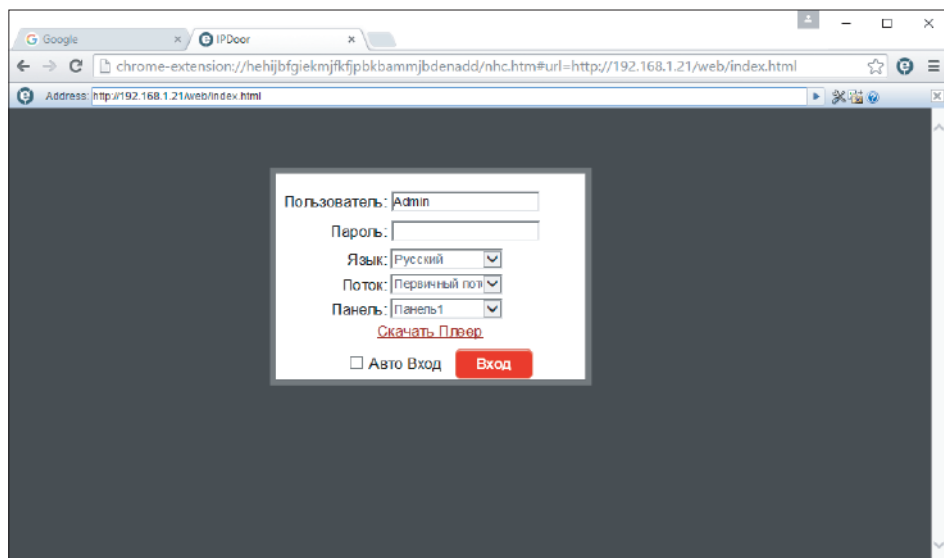 Google
IPDoor
chrome-extension://hehijbfgiekmjfkfjpbkbammjbdenadd/nhc.htm#url=http://192.168.1.21/web/index.html
Address: http://192.168.1.21/web/index.html
Пользователь: Admin
Пароль:
Язык: Русский
Поток: Первичный пот
Панель: Панель1
Скачать Плеер
Авто Вход Вход